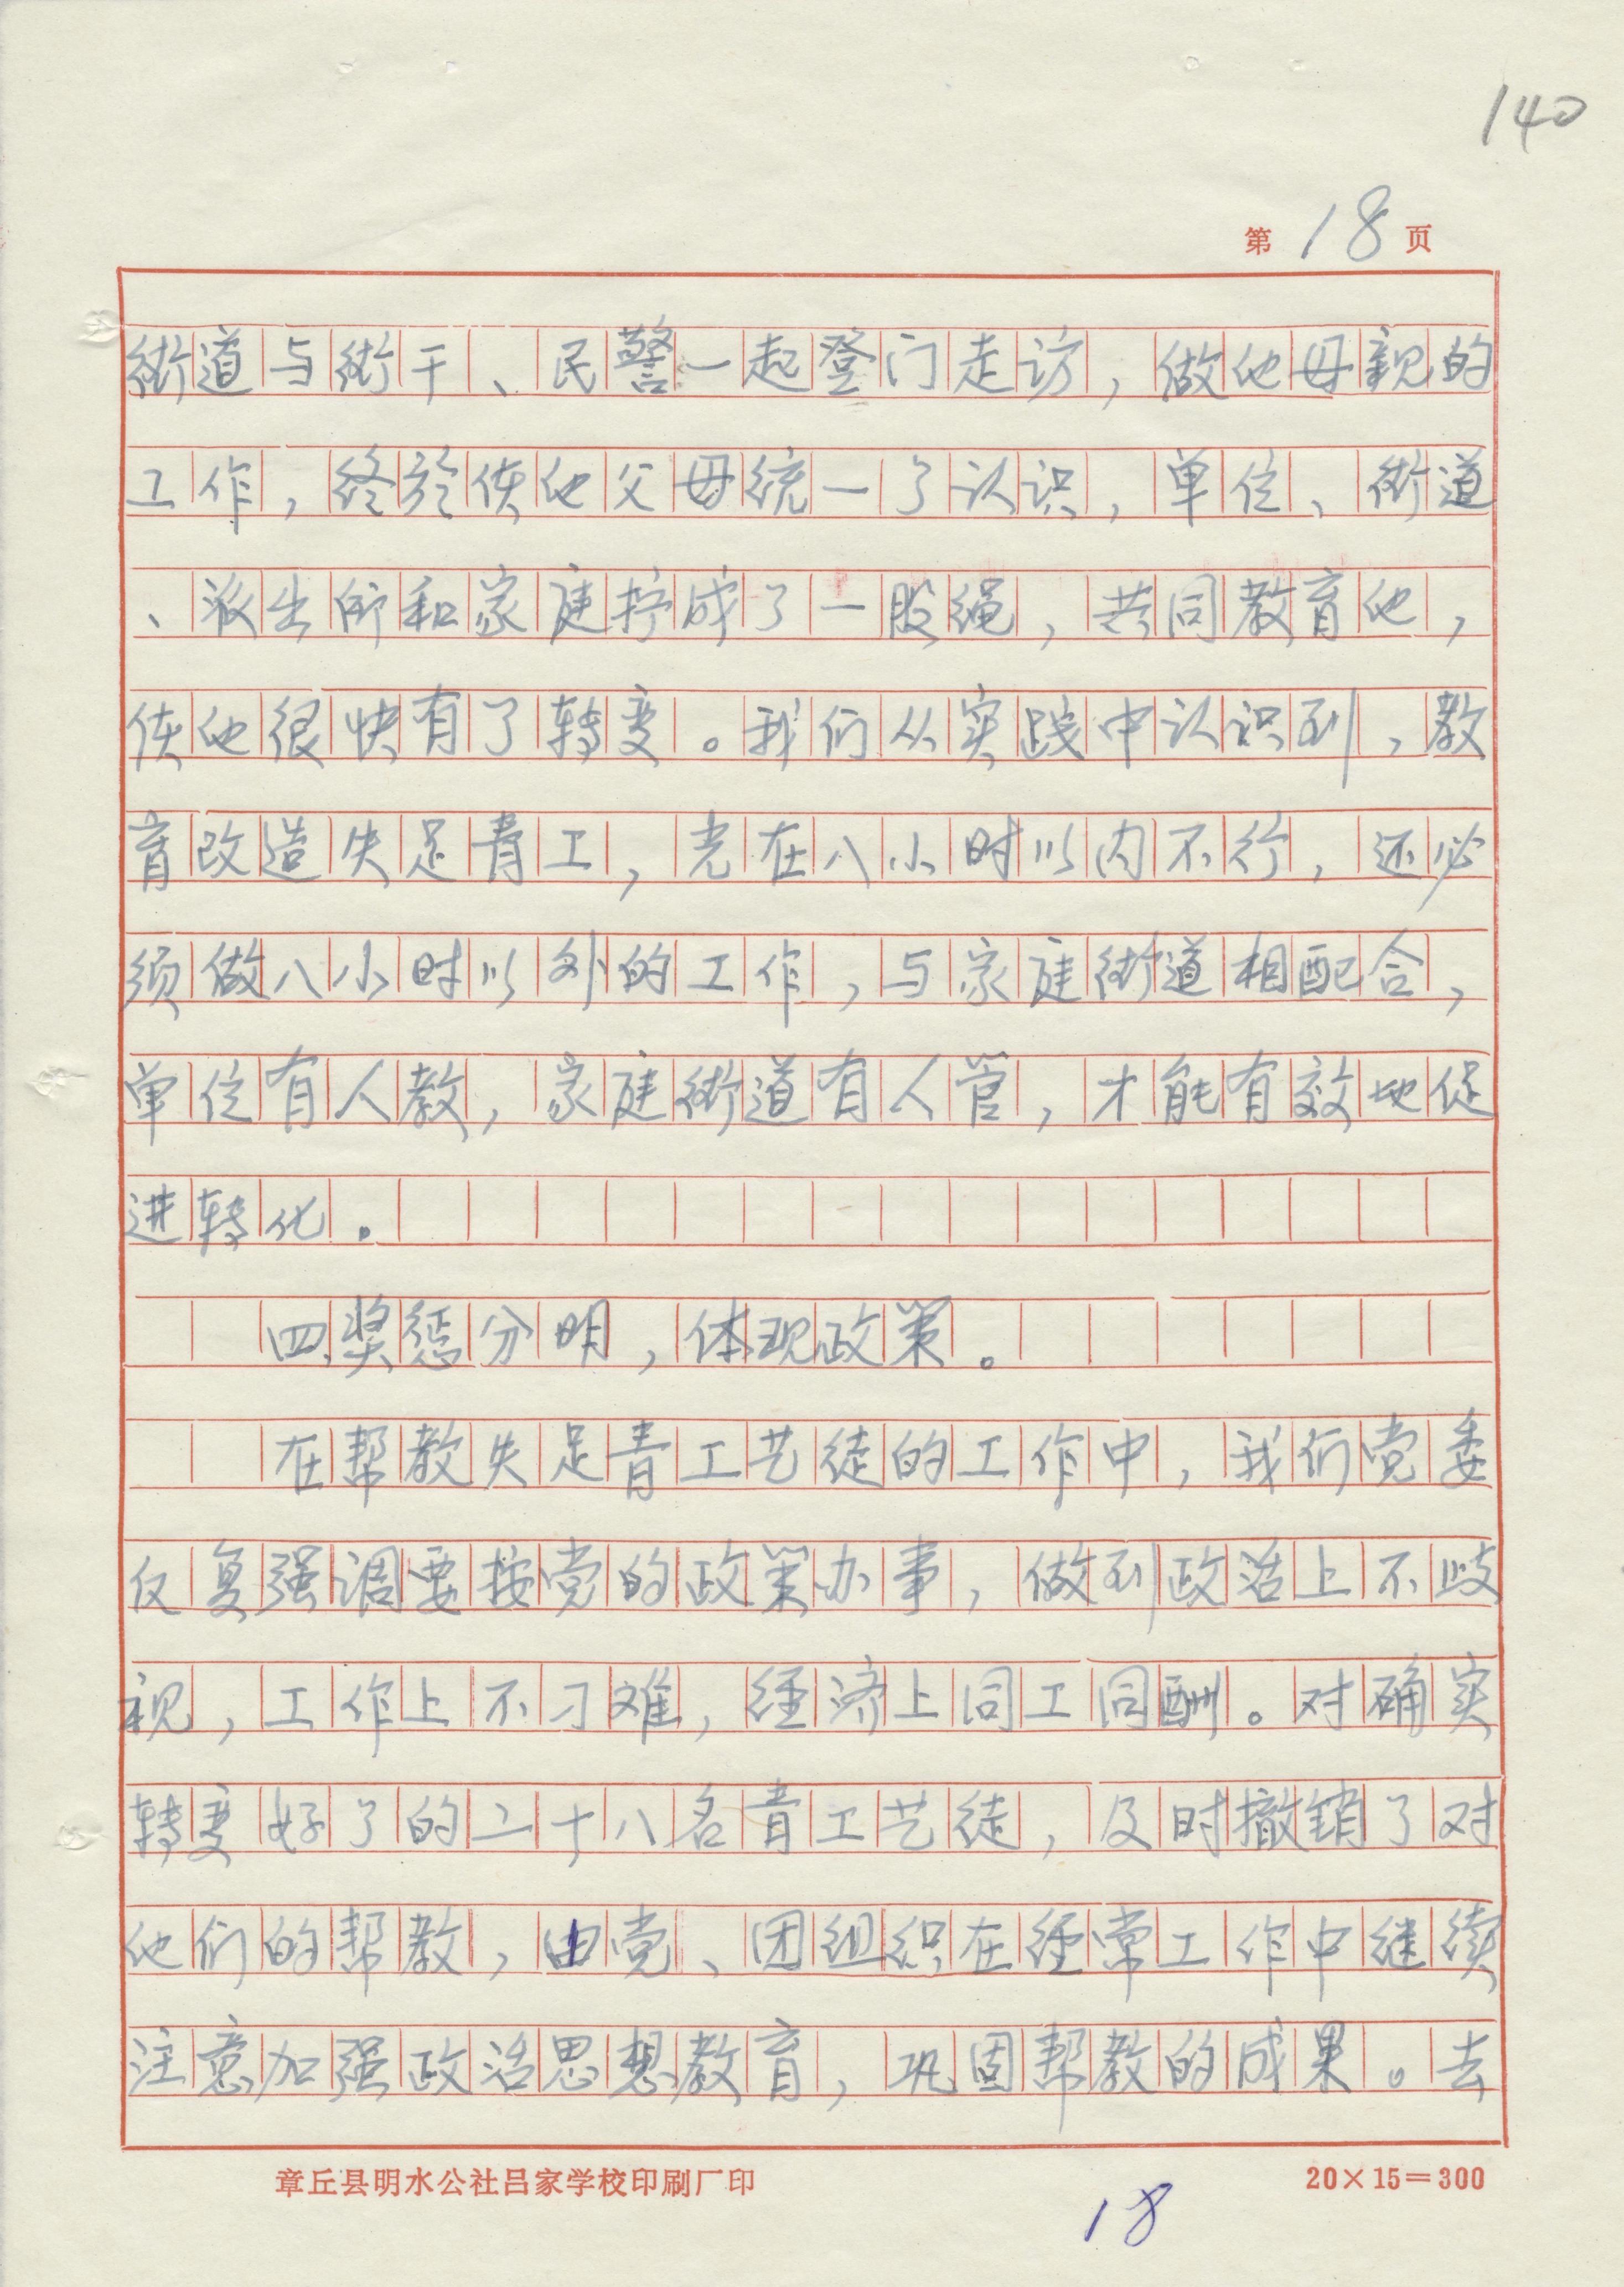 140
第18页
街道与街干、民警一起登门走访，做他母亲的
工作，终于使他父母统一了认识，单位、街道
、派出所和家庭拧成了一股绳，共同教育他，
使他很快有了转变。我们从实践中认识到，教
育改造失足青工，光在八小时以内不行，还必
须做八小时以外的工作，与家庭街道相配合，
单位有人教，家庭街道有人管，才能有效地促
进转化。
四、奖惩分明，体现政策。
在帮教失足青工艺徒的工作中，我们党委
反复强调要按党的政策办事，做到政治上不歧
视，工作上不刁难，经济上同工同酬。对确实
转变好了的二十八名青工艺徒，及时撤销了对
他们的帮教，由党、团组织在经常工作中继续
注意加强政治思想教育，巩固帮教的成果。去
章丘县明水公社吕家学校印刷厂印
20×15=300
18